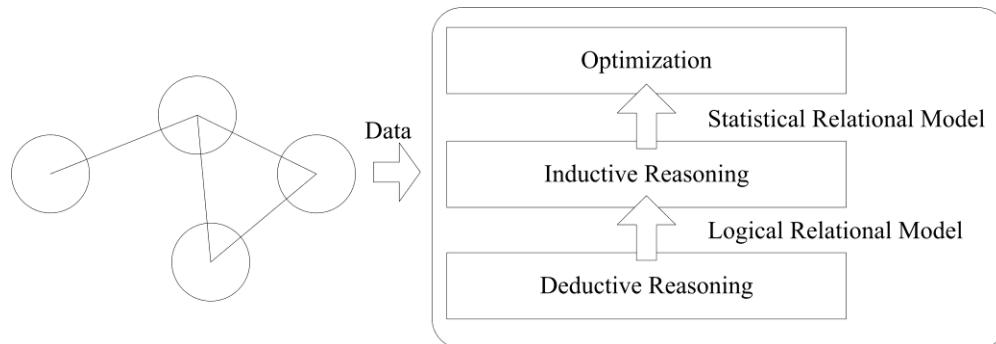 Optimization
Data
Statistical Relational Model
Inductive Reasoning
Logical Relational Model
Deductive Reasoning